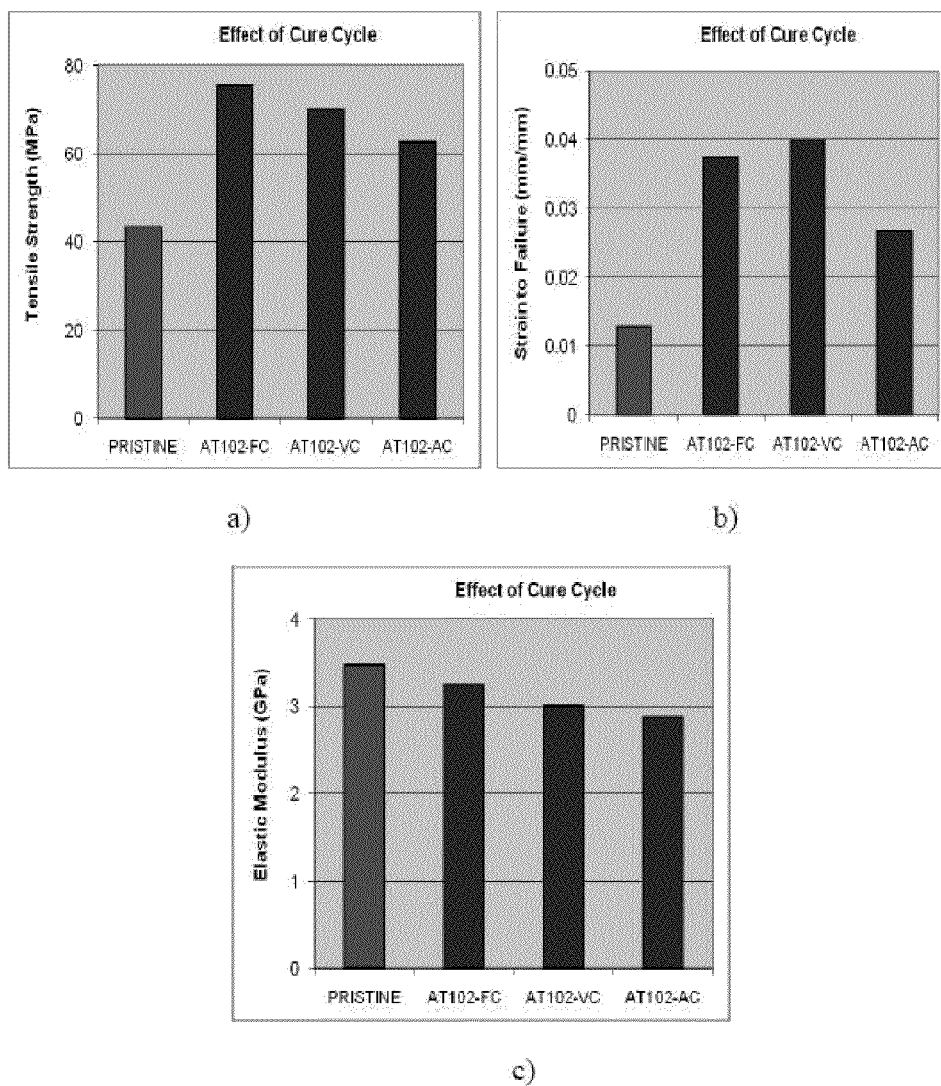 Effect of Cure Cycle
Tensile Strength (MPa)
80
60
40
20
0
PRISTINE AT102-FC AT102-VC AT102-AC
a)
Effect of Cure Cycle
Strain to Failure (mm/mm)
0.05
0.04
0.03
0.02
0.01
0
PRISTINE AT102-FC AT102-VC AT102-AC
b)
Effect of Cure Cycle
Elastic Modulus (GPa)
4
3
2
1
0
PRISTINE AT102-FC AT102-VC AT102-AC
c)